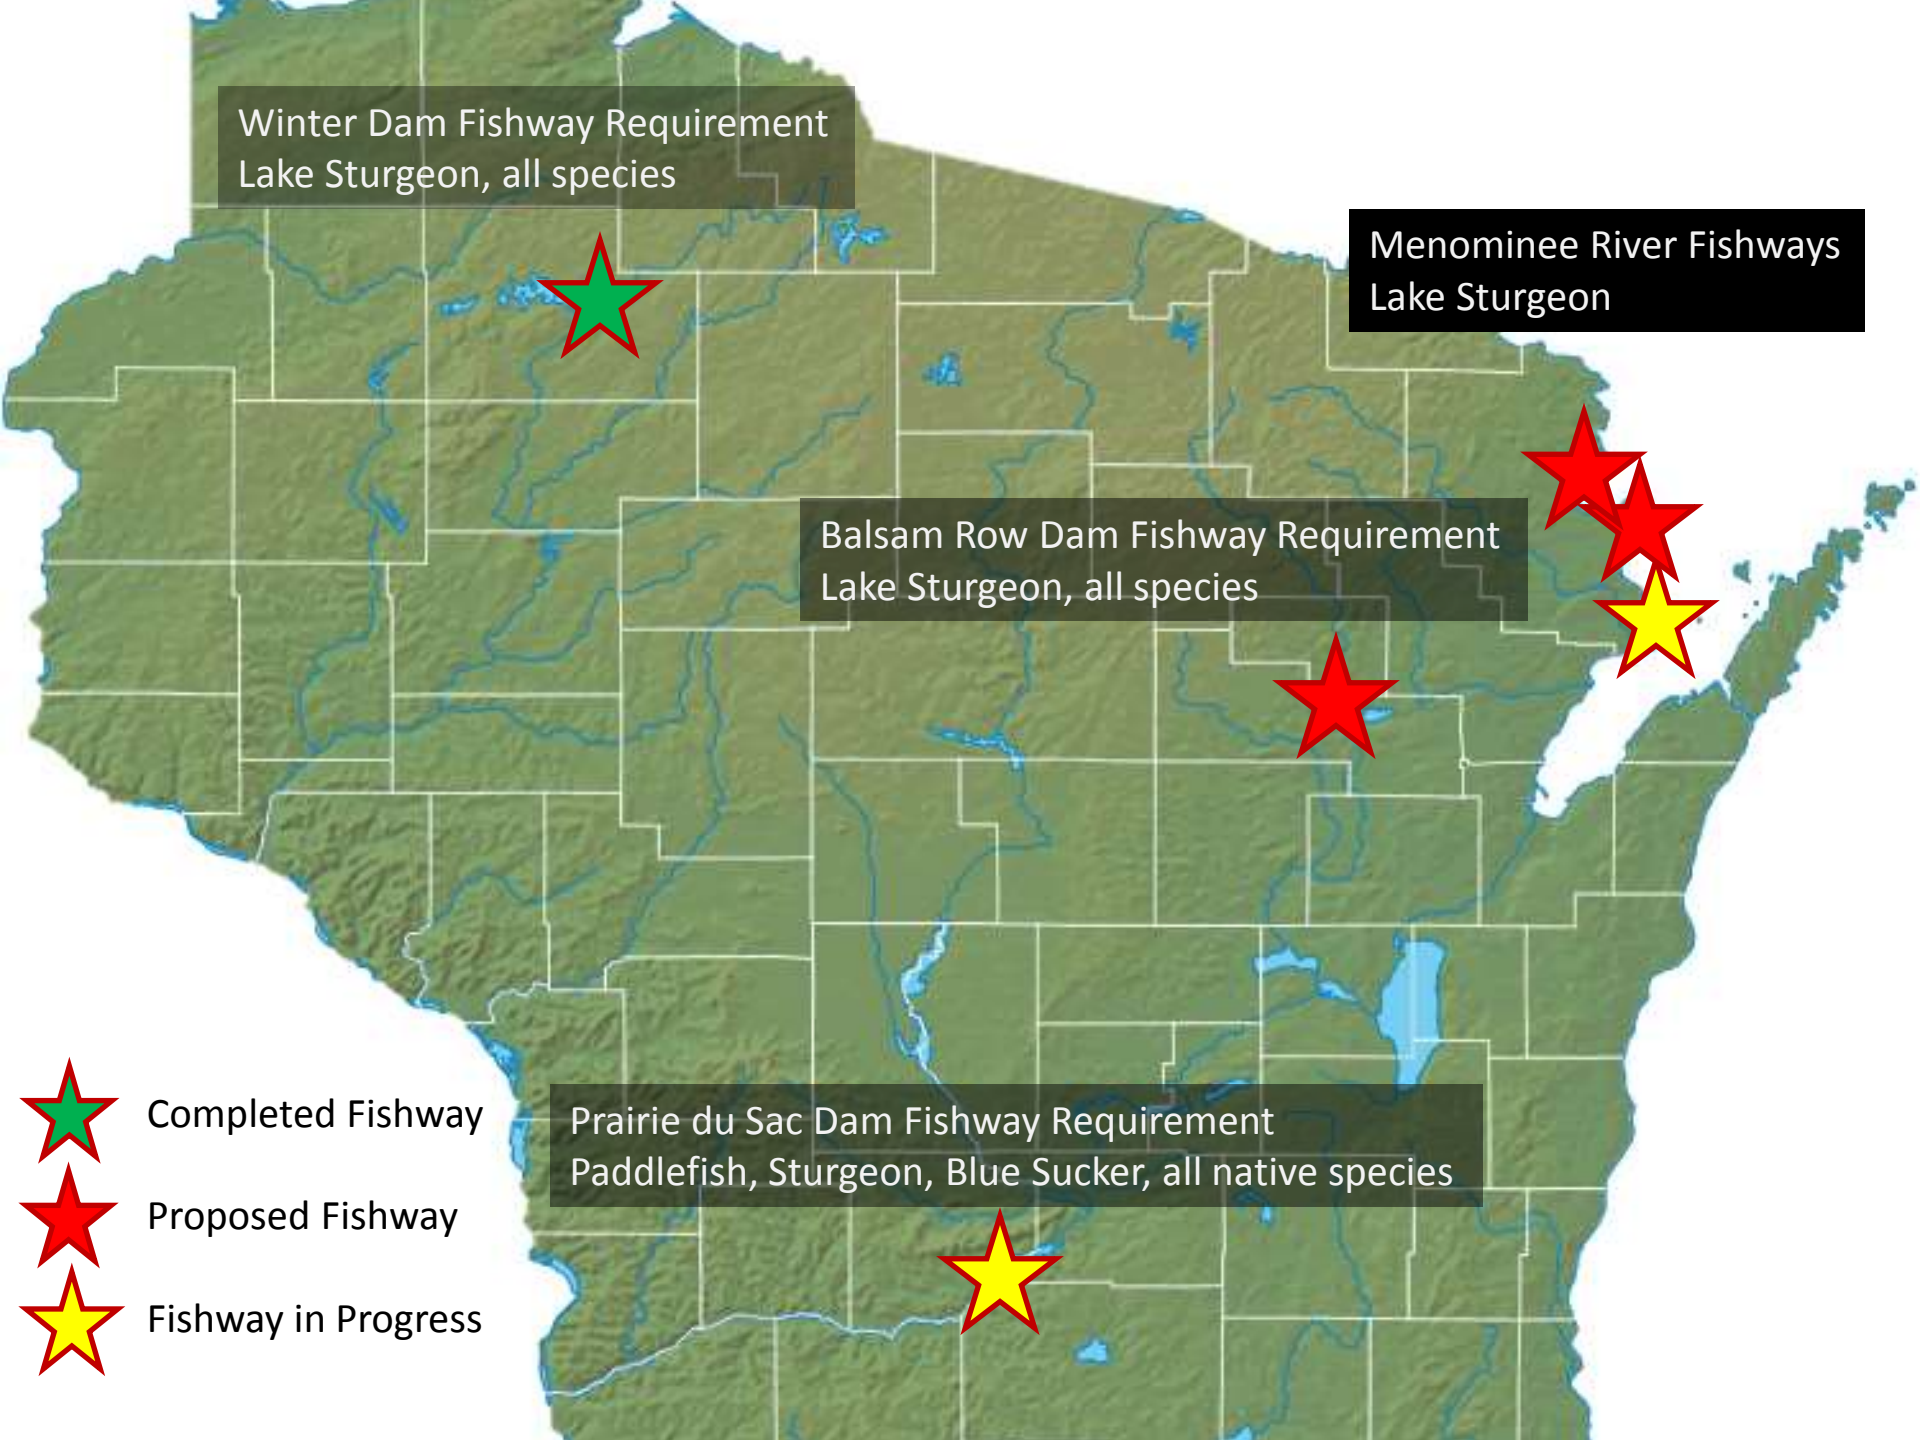 Winter Dam Fishway Requirement
Lake Sturgeon, all species
Menominee River Fishways
Lake Sturgeon
Balsam Row Dam Fishway Requirement
Lake Sturgeon, all species
Prairie du Sac Dam Fishway Requirement
Paddlefish, Sturgeon, Blue Sucker, all native species
Completed Fishway
Proposed Fishway
Fishway in Progress